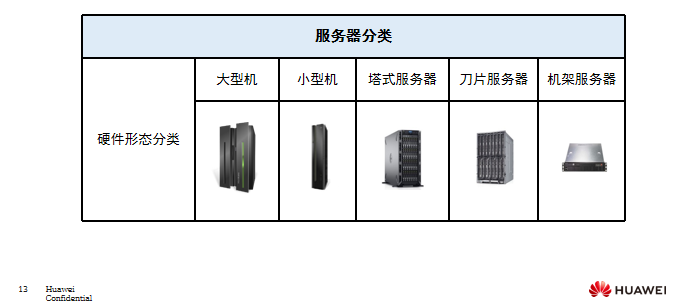 服务器分类
大型机 小型机 塔式服务器 刀片服务器 机架服务器
硬件形态分类
13 Huawei
Confidential
HUAWEI